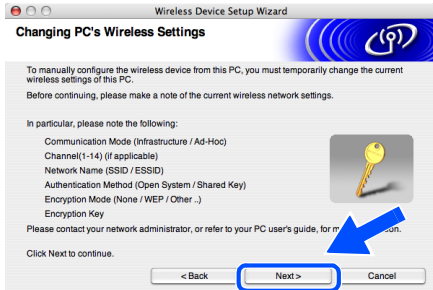 Wireless Device Setup Wizard
Changing PC's Wireless Settings
To manually configure the wireless device from this PC, you must temporarily change the current
wireless settings of this PC.
Before continuing, please make a note of the current wireless network settings.
In particular, please note the following:
Communication Mode (Infrastructure / Ad-Hoc)
Channel(1-14) (if applicable)
Network Name (SSID / ESSID)
Authentication Method (Open System / Shared Key)
Encryption Mode (None / WEP / Other ..)
Encryption Key
Please contact your network administrator, or refer to your PC user's guide, for
Click Next to continue.
< Back
Next >
Cancel